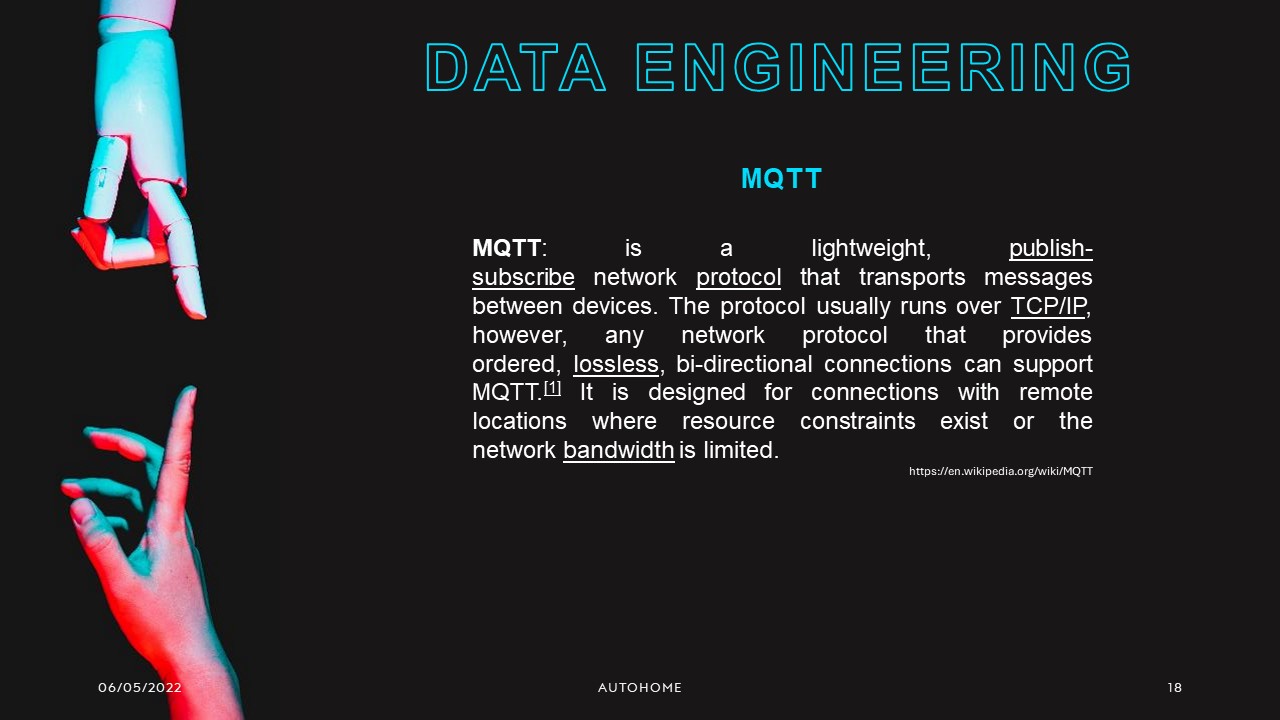 DATA ENGINEERING
MQTT
MQTT: is a lightweight, publish-
subscribe network protocol that transports messages
between devices. The protocol usually runs over TCP/IP,
however, any network protocol that provides
ordered, lossless, bi-directional connections can support
MQTT.[1] It is designed for connections with remote
locations where resource constraints exist or the
network bandwidth is limited.
https://en.wikipedia.org/wiki/MQTT
06/05/2022
AUTOHOME
18